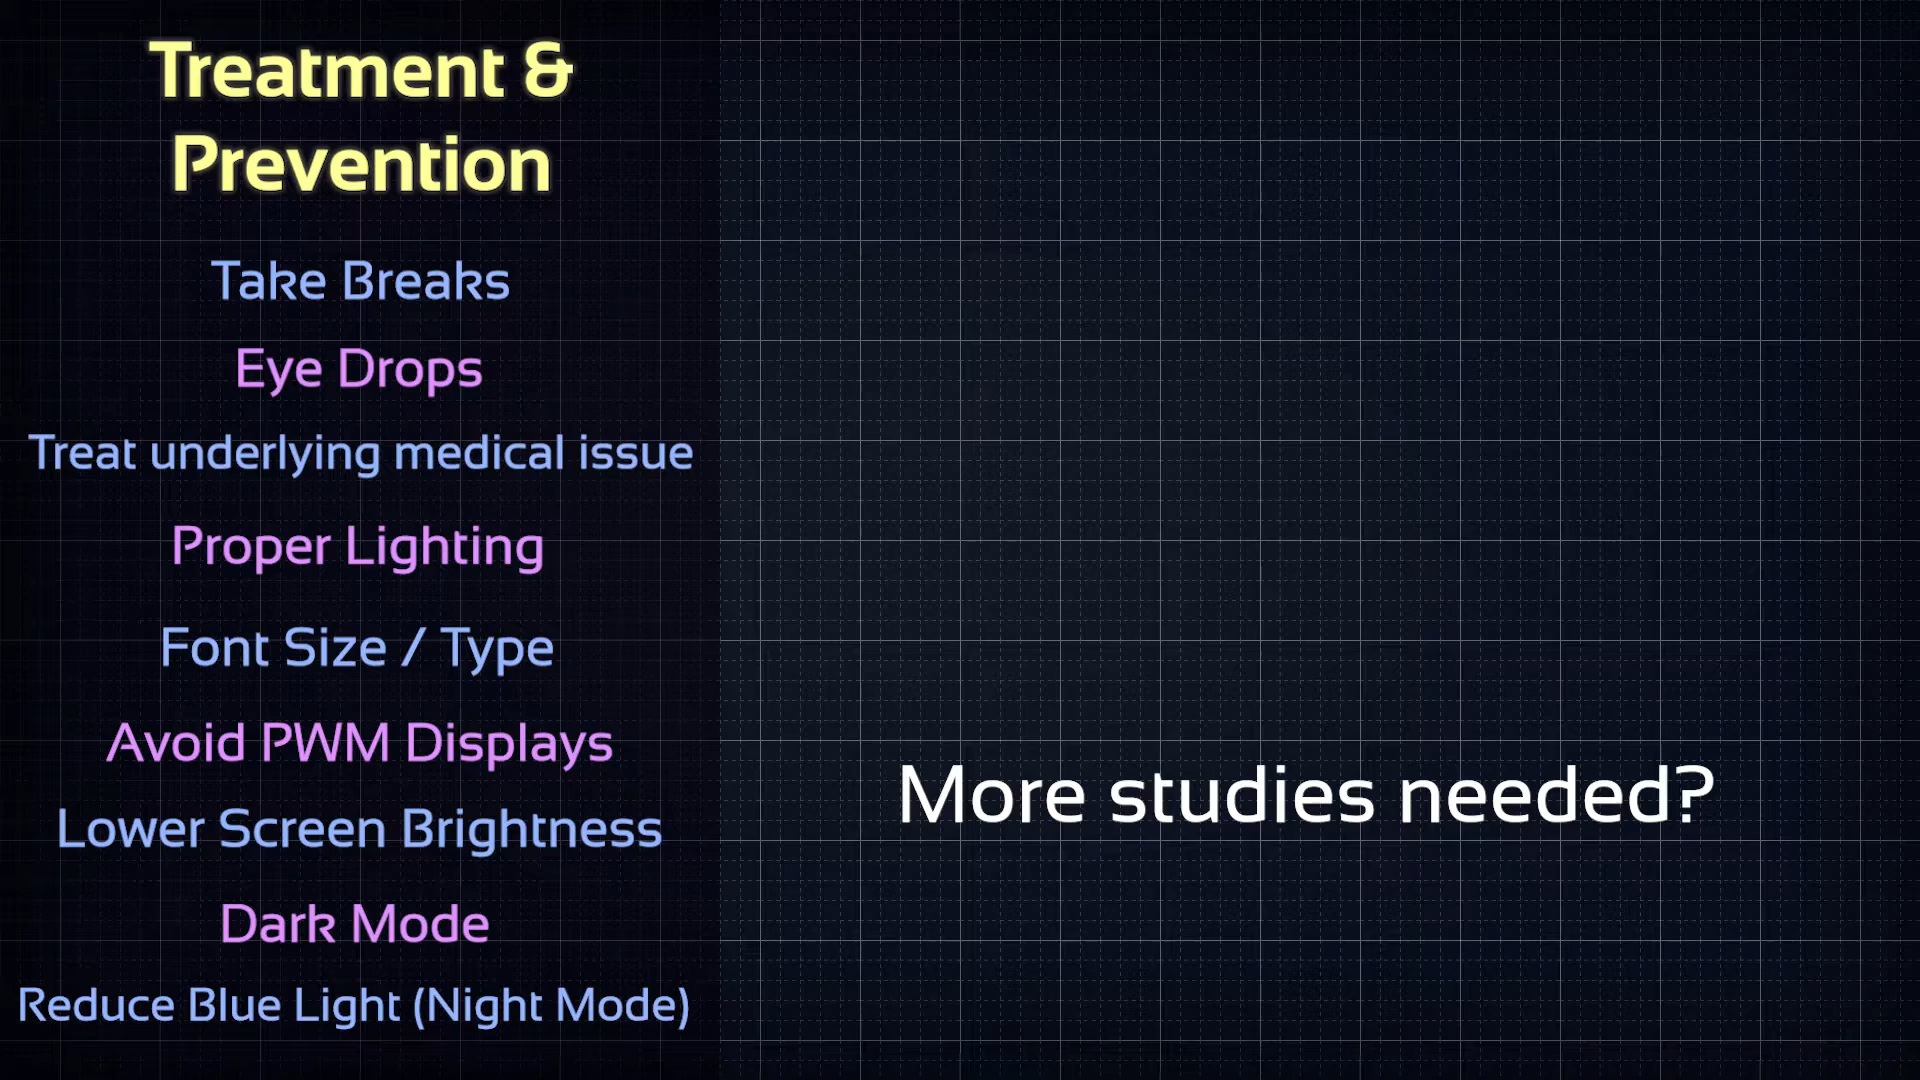 Treatment &
Prevention
Take Breaks
Eye Drops
Treat underlying medical issue
Proper Lighting
Font Size / Type
Avoid PWM Displays
Lower Screen Brightness
Dark Mode
Reduce Blue Light (Night Mode)
More studies needed?